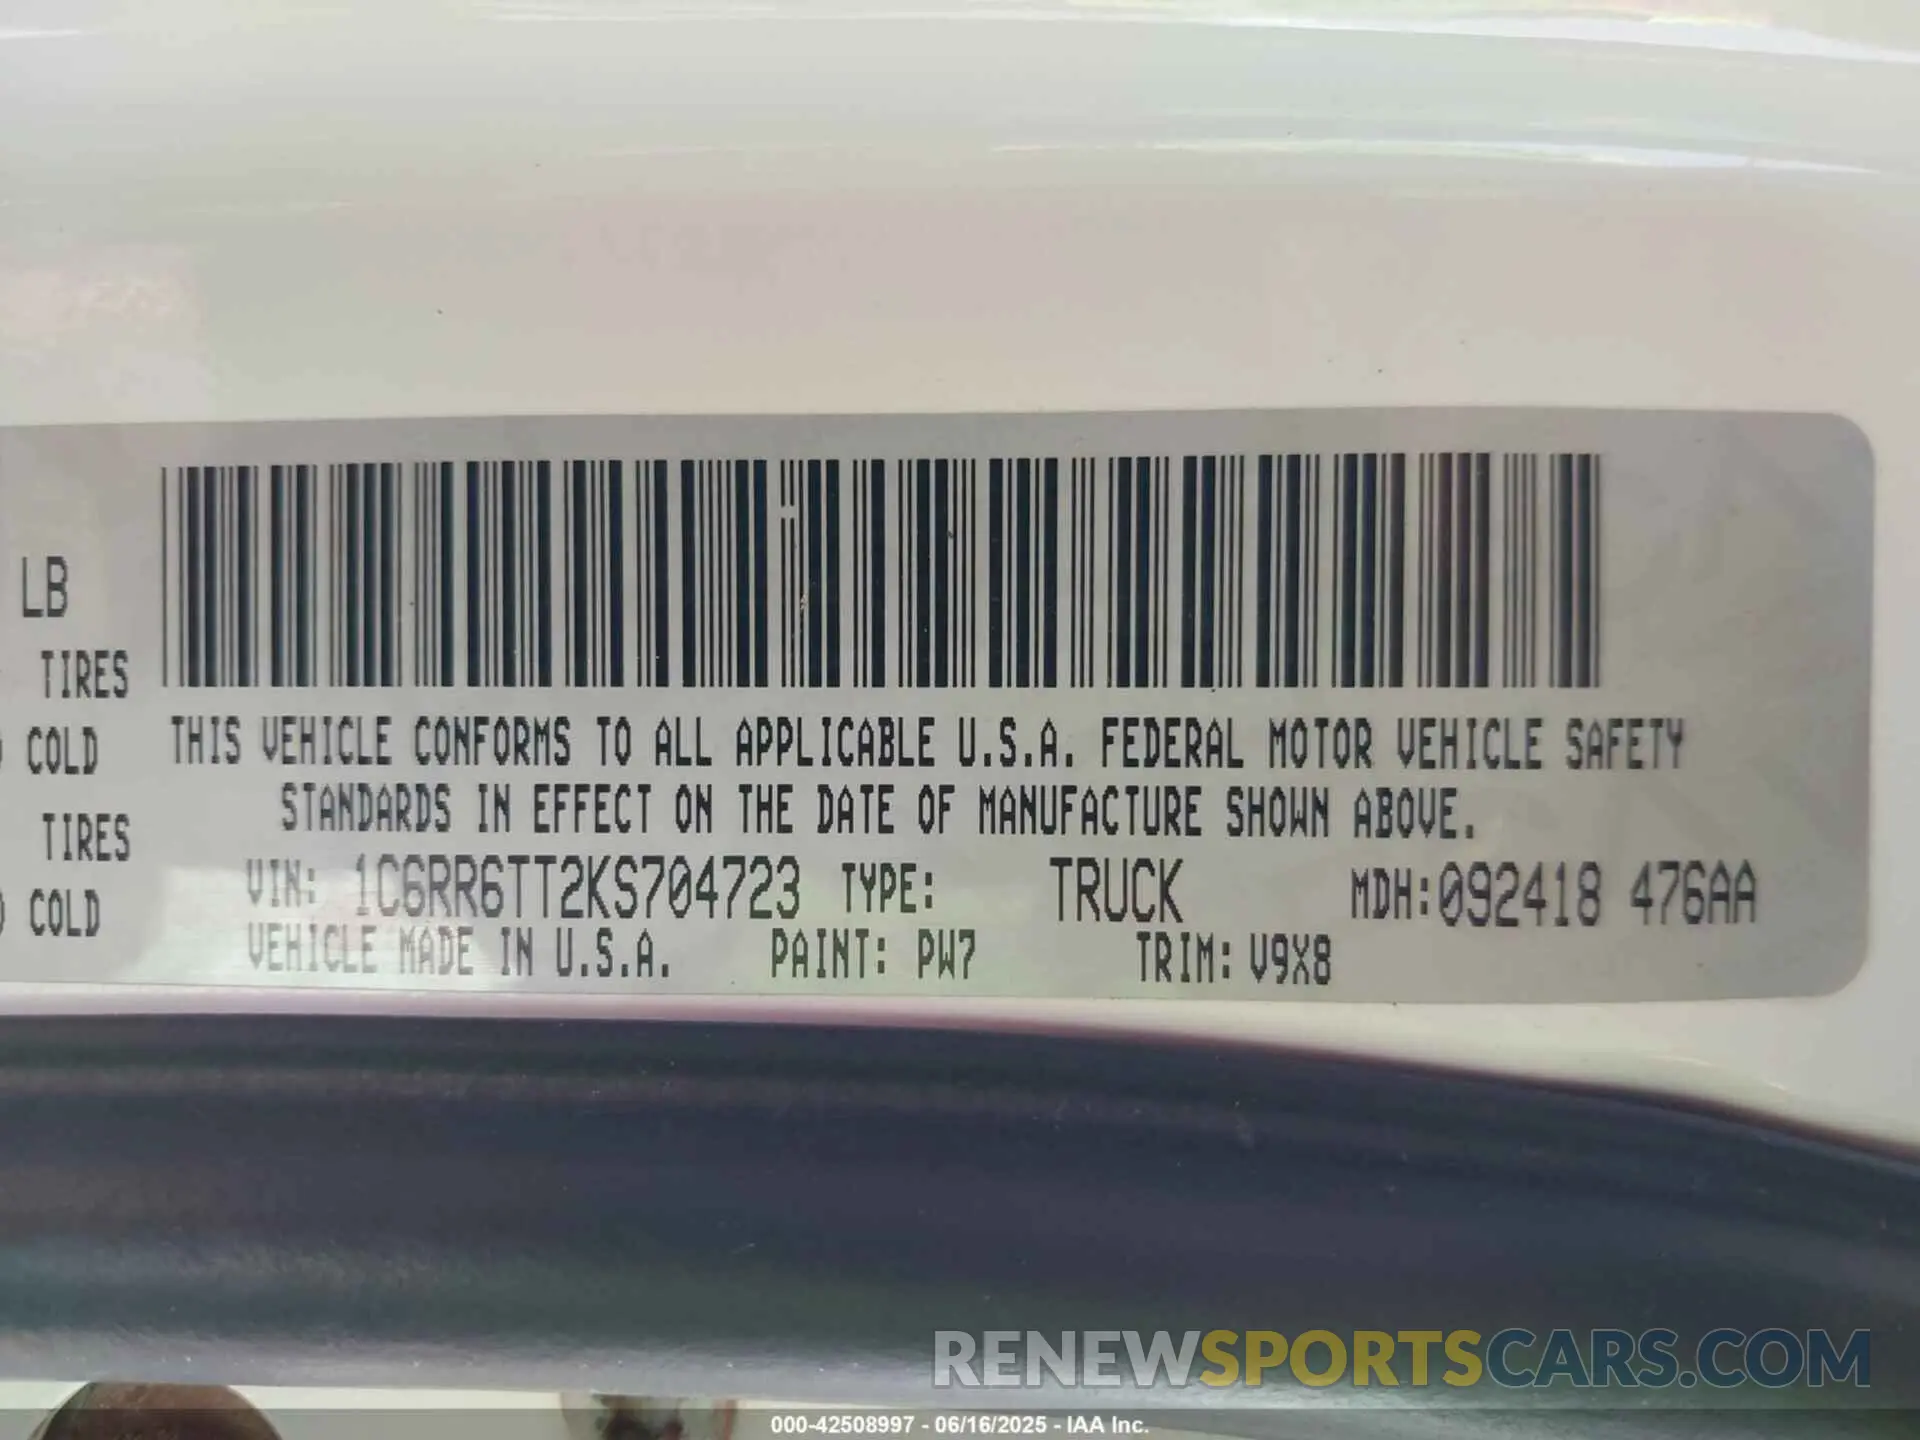 LB
TIRES
COLD
TIRES
COLD
THIS VEHICLE CONFORMS TO ALL APPLICABLE U.S.A. FEDERAL MOTOR VEHICLE SAFETY
STANDARDS IN EFFECT ON THE DATE OF MANUFACTURE SHOWN ABOVE.
VIN: 1C6RR6TT2KS704723 TYPE: TRUCK MDH:092418 476AA
VEHICLE MADE IN U.S.A. PAINT: PW7 TRIM: V9X8
RENEWSPORTSCARS.COM
000-42508997 - 06/16/2025 - IAA Inc.